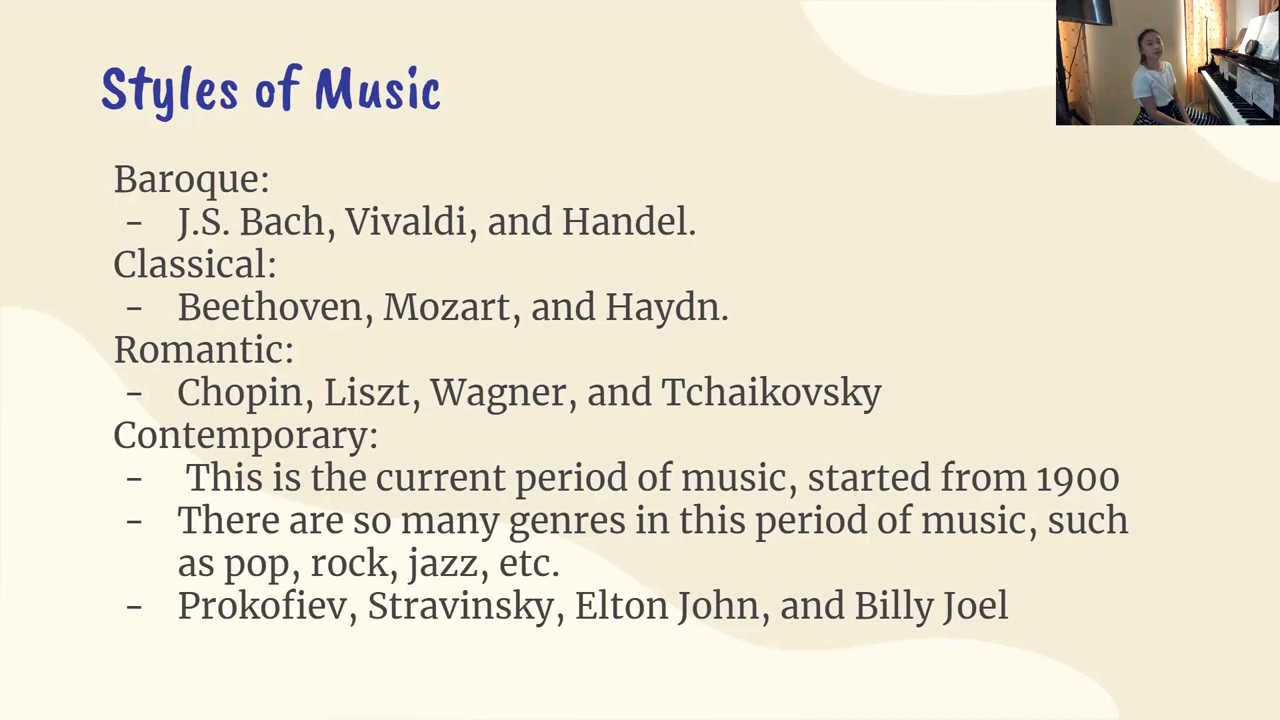 Styles of Music
Baroque:
- J.S. Bach, Vivaldi, and Handel.
Classical:
- Beethoven, Mozart, and Haydn.
Romantic:
- Chopin, Liszt, Wagner, and Tchaikovsky
Contemporary:
- This is the current period of music, started from 1900
- There are so many genres in this period of music, such
as pop, rock, jazz, etc.
- Prokofiev, Stravinsky, Elton John, and Billy Joel